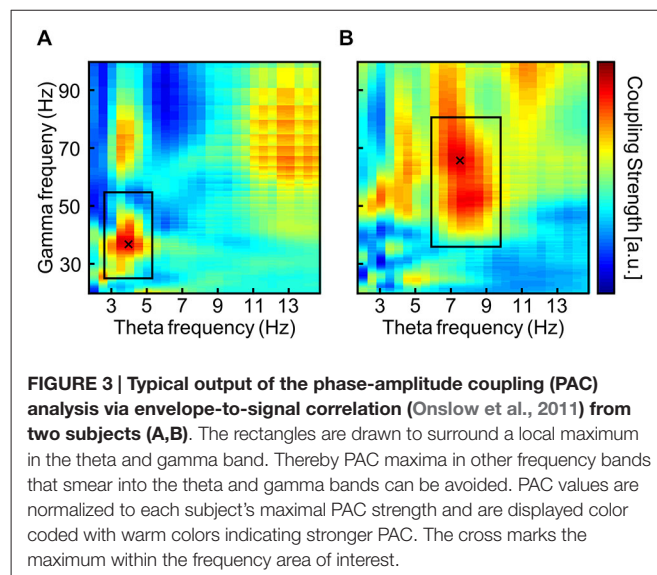 A
B
90
70
50
30
Gamma frequeny (Hz)
3 5 7 9 11 13
Theta frequency (Hz)
3 5 7 9 11 13
Theta frequency (Hz)
Coupling Strength [a.u.]
FIGURE 3 | Typical output of the phase-amplitude coupling (PAC)
analysis via envelope-to-signal correlation (Onslow et al., 2011) from
two subjects (A,B). The rectangles are drawn to surround a local maximum
in the theta and gamma band. Thereby PAC maxima in other frequency bands
that smear into the theta and gamma bands can be avoided. PAC values are
normalized to each subject's maximal PAC strength and are displayed color
coded with warm colors indicating stronger PAC. The cross marks the
maximum within the frequency area of interest.